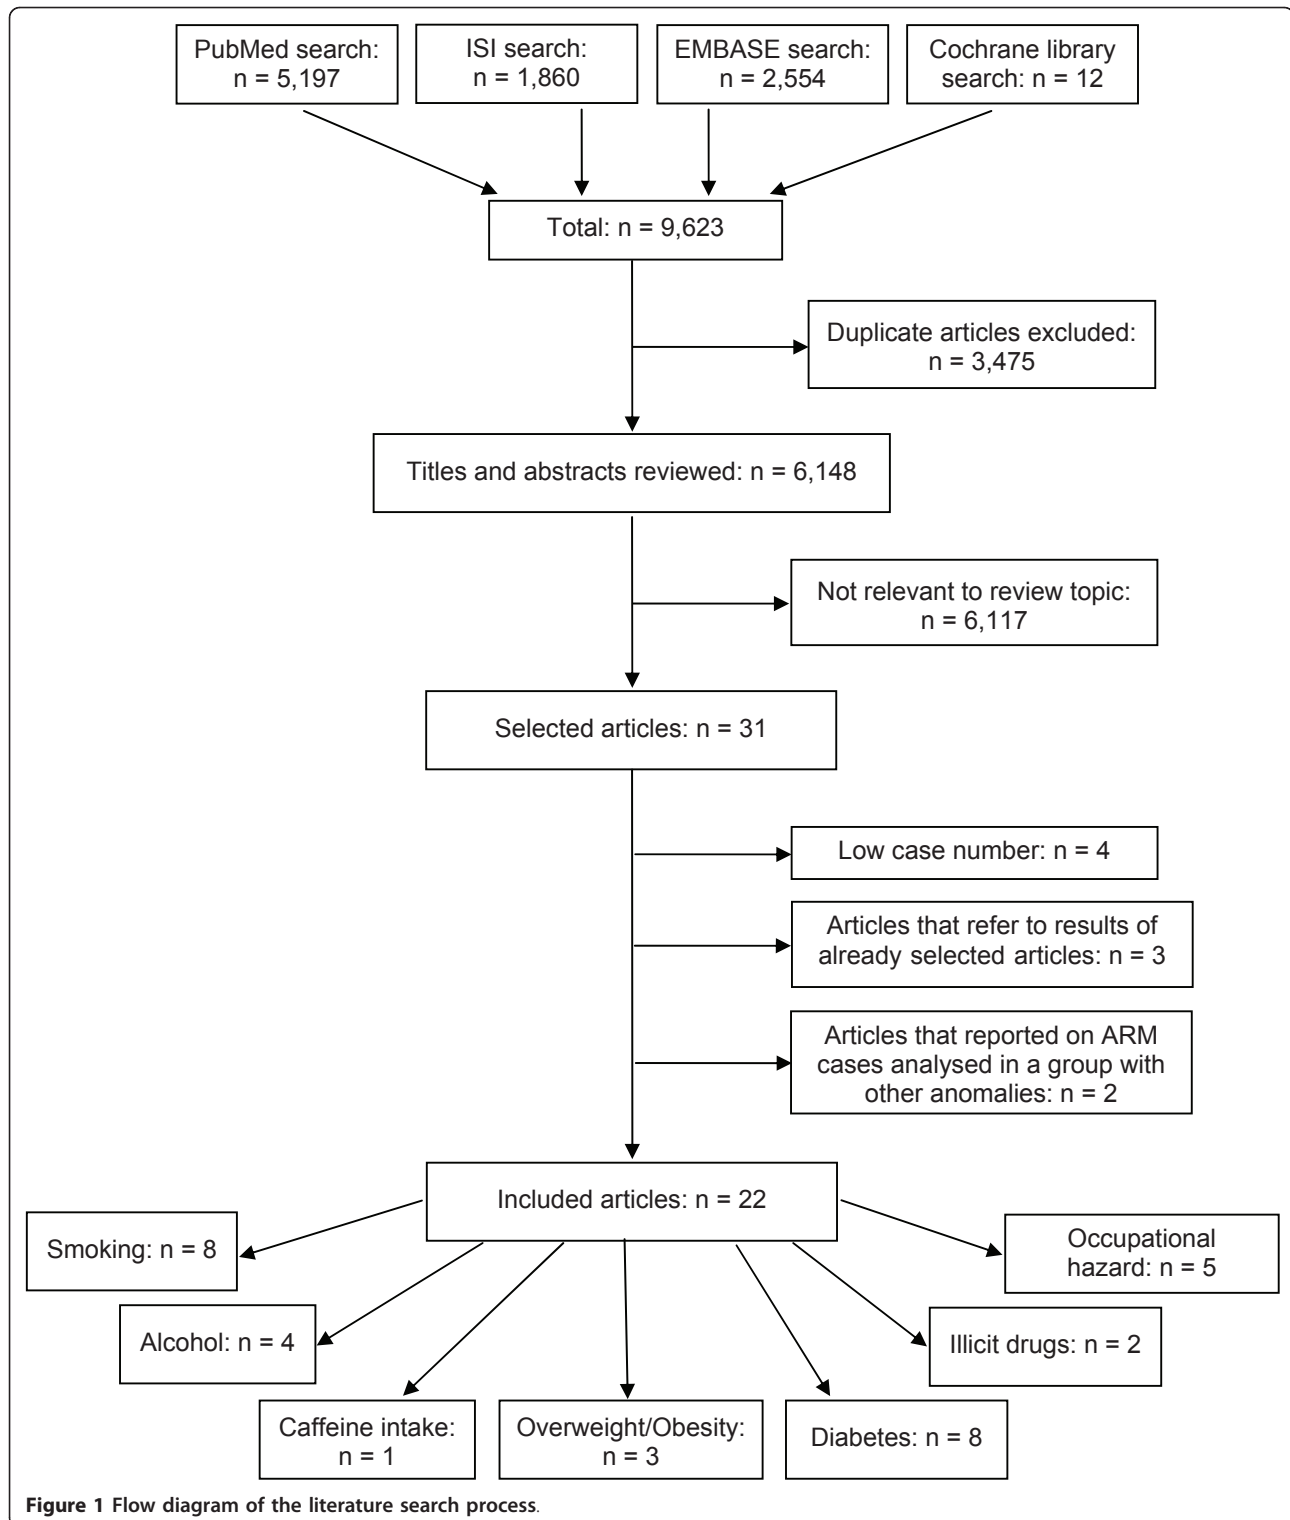 PubMed search:
n = 5,197
ISI search:
n = 1,860
EMBASE search:
n = 2,554
Cochrane library
search: n = 12
Total: n = 9,623
Duplicate articles excluded:
n = 3,475
Titles and abstracts reviewed: n = 6,148
Not relevant to review topic:
n = 6,117
Selected articles: n = 31
Low case number: n = 4
Articles that refer to results of
already selected articles: n = 3
Articles that reported on ARM
cases analysed in a group with
other anomalies: n = 2
Included articles: n = 22
Smoking: n = 8
Occupational
hazard: n = 5
Alcohol: n = 4
Illicit drugs: n = 2
Caffeine intake:
n = 1
Overweight/Obesity:
n = 3
Diabetes: n = 8
Figure 1 Flow diagram of the literature search process.